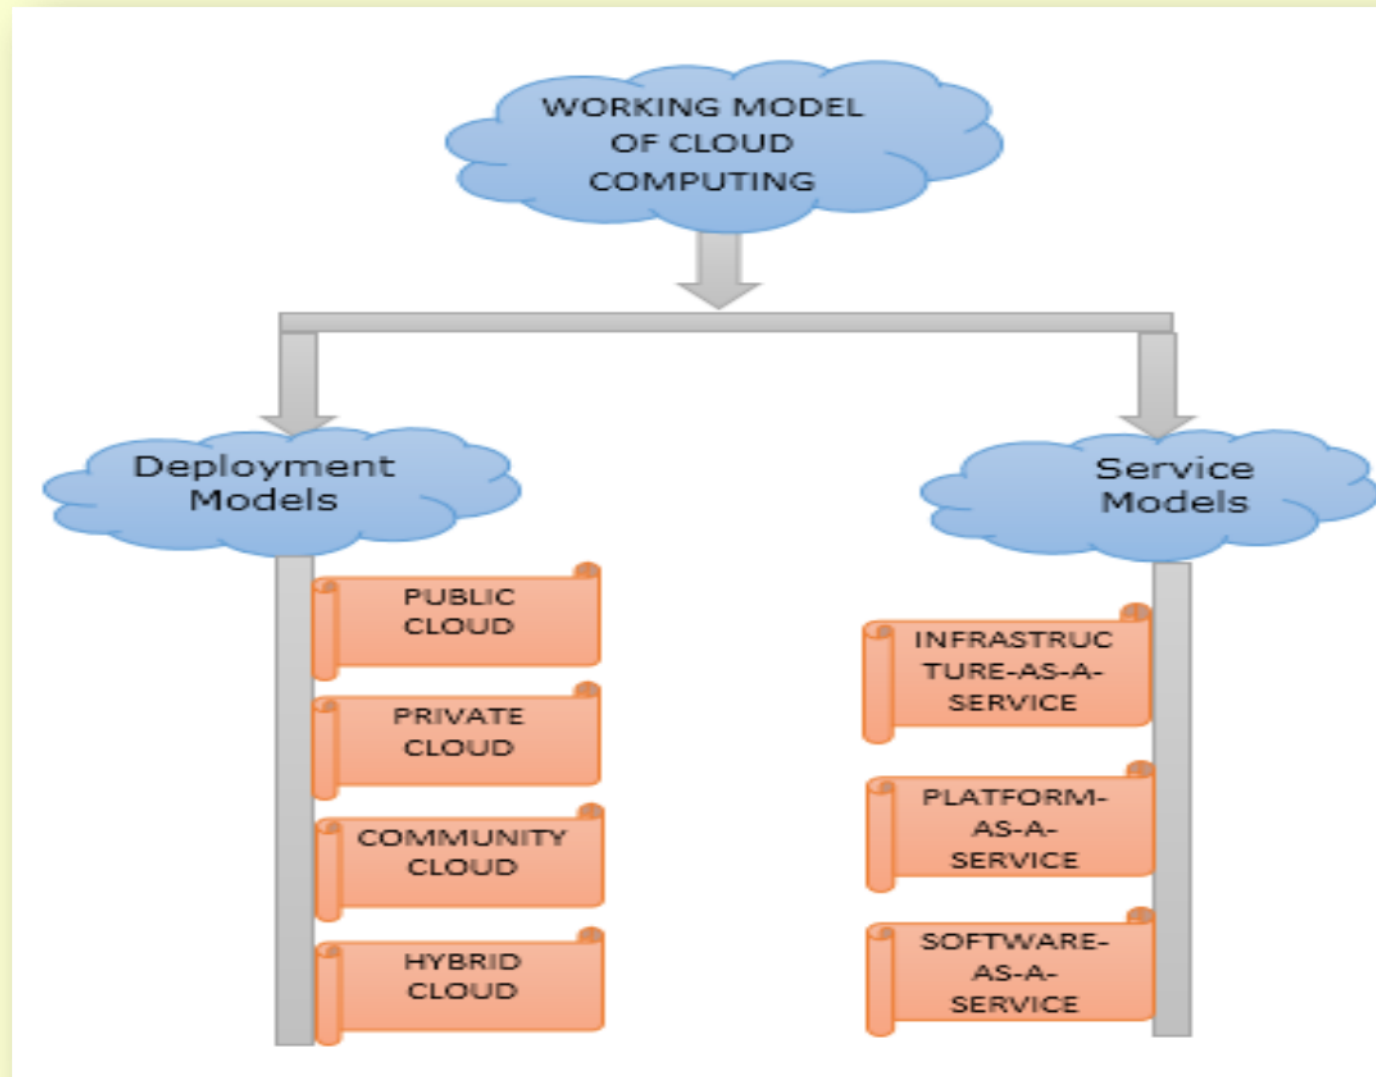 WORKING MODEL
OF CLOUD
COMPUTING
Deployment
Models
Service
Models
PUBLIC
CLOUD
PRIVATE
CLOUD
COMMUNITY
CLOUD
HYBRID
CLOUD
INFRASTRUC
TURE-AS-A-
SERVICE
PLATFORM-
AS-A-
SERVICE
SOFTWARE-
AS-A-
SERVICE